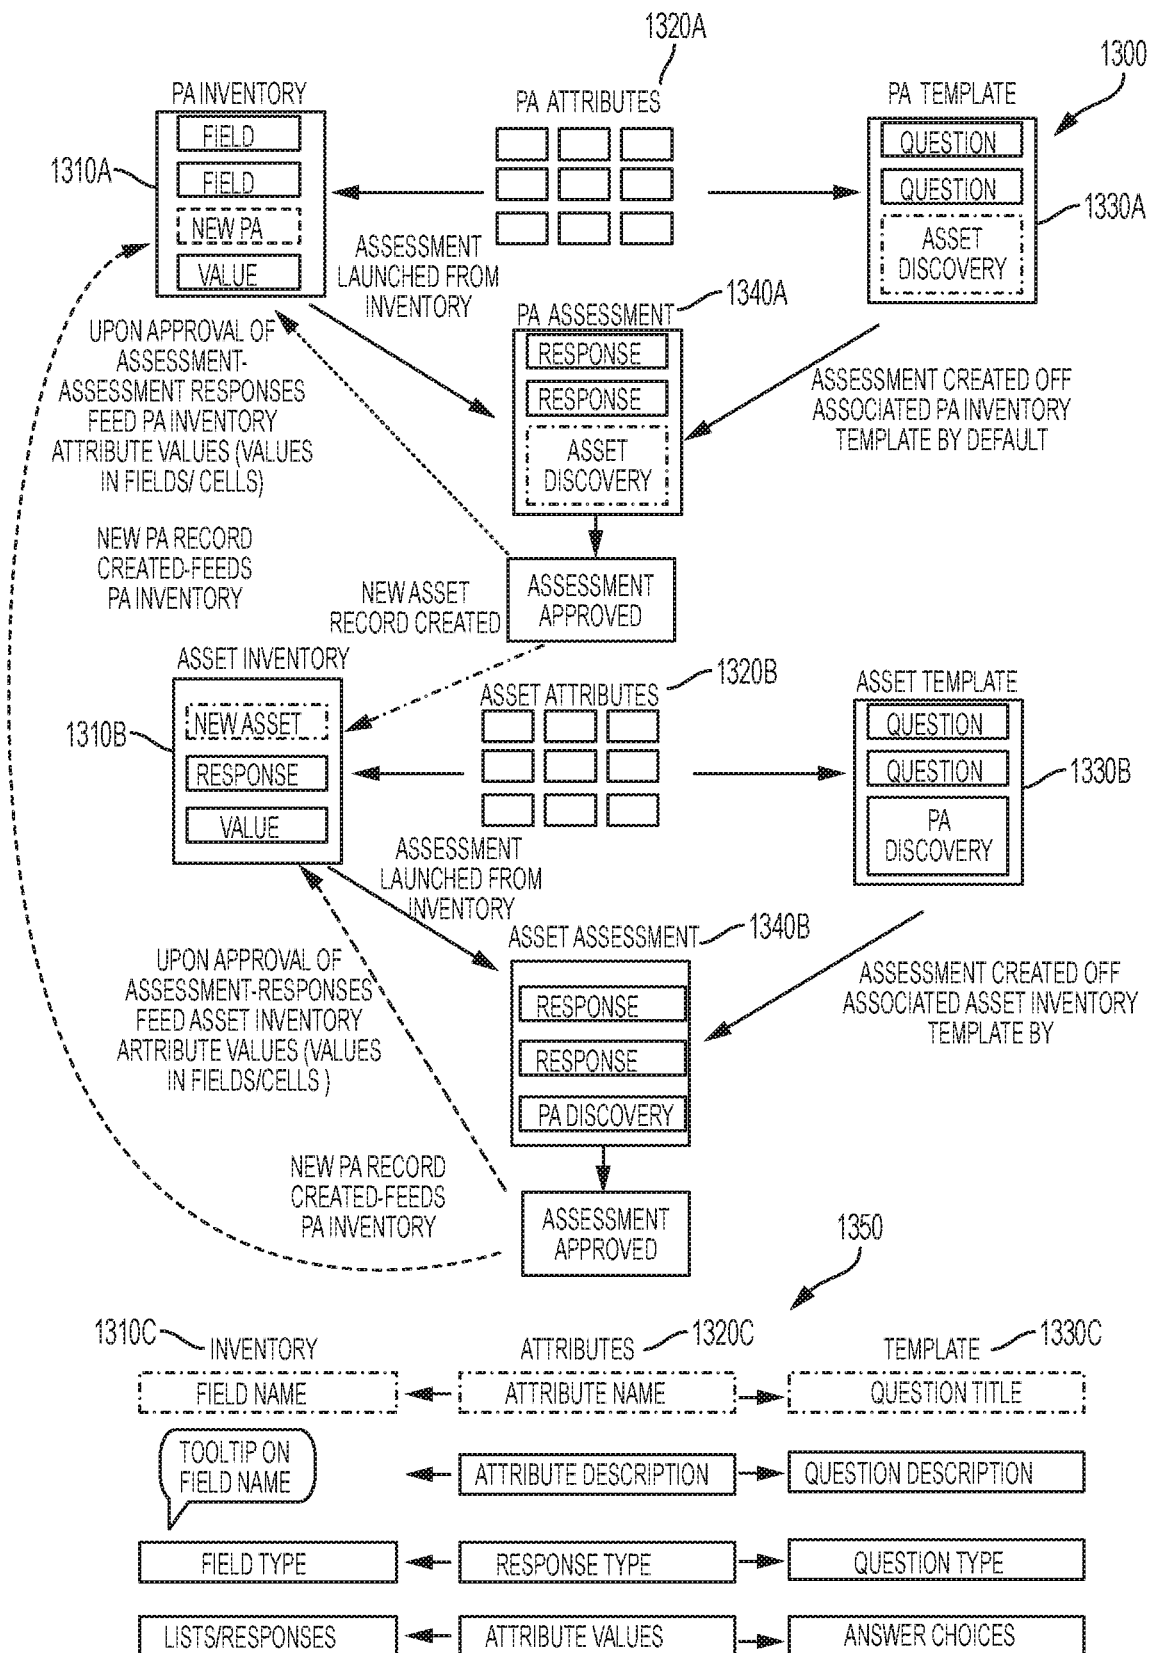 1320A
1300
PA INVENTORY
PA ATTRIBUTES
PA TEMPLATE
FIELD
FIELD
NEW PA
VALUE
1310A
QUESTION
QUESTION
ASSET
DISCOVERY
1330A
ASSESSMENT
LAUNCHED FROM
INVENTORY
1340A
PA ASSESSMENT
RESPONSE
RESPONSE
ASSET
DISCOVERY
UPON APPROVAL OF
ASSESSMENT-
ASSESSMENT RESPONSES
FEED PA INVENTORY
ATTRIBUTE VALUES (VALUES
IN FIELDS/ CELLS)
ASSESSMENT CREATED OFF
ASSOCIATED PA INVENTORY
TEMPLATE BY DEFAULT
NEW PA RECORD
CREATED-FEEDS
PA INVENTORY
NEW ASSET
RECORD CREATED
ASSESSMENT
APPROVED
ASSET INVENTORY
NEW ASSET
RESPONSE
VALUE
1310B
ASSET ATTRIBUTES
1320B
ASSET TEMPLATE
QUESTION
QUESTION
PA
DISCOVERY
1330B
ASSESSMENT
LAUNCHED FROM
INVENTORY
ASSET ASSESSMENT
1340B
RESPONSE
RESPONSE
PA DISCOVERY
UPON APPROVAL OF
ASSESSMENT-RESPONSES
FEED ASSET INVENTORY
ARTRIBUTE VALUES (VALUES
IN FIELDS/CELLS )
ASSESSMENT CREATED OFF
ASSOCIATED ASSET INVENTORY
TEMPLATE BY
NEW PA RECORD
CREATED-FEEDS
PA INVENTORY
ASSESSMENT
APPROVED
1350
1310C
INVENTORY
ATTRIBUTES
1320C
TEMPLATE
1330C
FIELD NAME
ATTRIBUTE NAME
QUESTION TITLE
TOOLTIP ON
FIELD NAME
ATTRIBUTE DESCRIPTION
QUESTION DESCRIPTION
FIELD TYPE
RESPONSE TYPE
QUESTION TYPE
LISTS/RESPONSES
ATTRIBUTE VALUES
ANSWER CHOICES